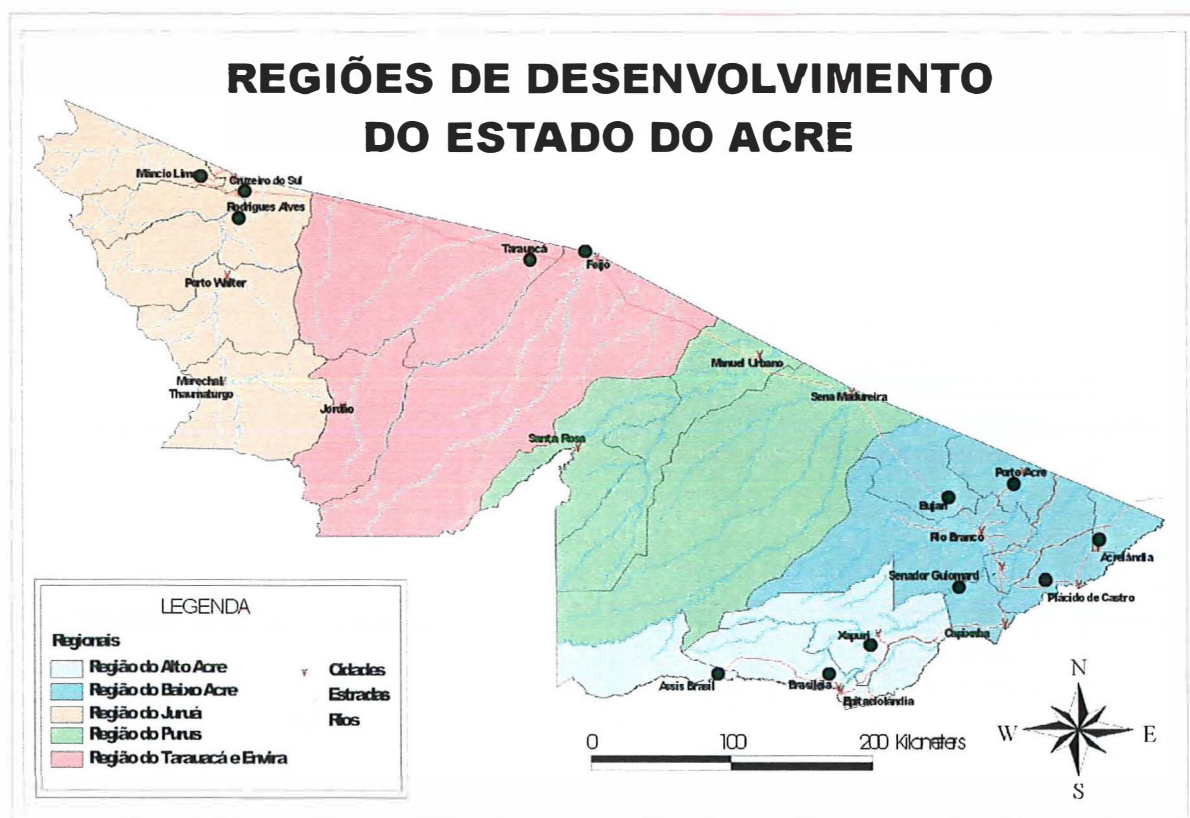 REGIÕES DE DESENVOLVIMENTO
DO ESTADO DO ACRE
Mâncio Lima
Cruzeiro do Sul
Rodrigues Alves
Porto Walter
Marechal
Thaumaturgo
Jordão
Tarauacá
Feijó
Santa Rosa
Manuel Urbano
Sena Madureira
Porto Acre
Bujari
Rio Branco
Acrelândia
Senador Guiomard
Plácido de Castro
Capixaba
Xapuri
Assis Brasil
Brasiléia
Epitaciolândia
LEGENDA
Regionais
Região do Alto Acre
Região do Baixo Acre
Região do Juruá
Região do Purus
Região do Tarauacá e Envira
Cidades
Estradas
Rios
0 100 200 Kilometers
N
W E
S